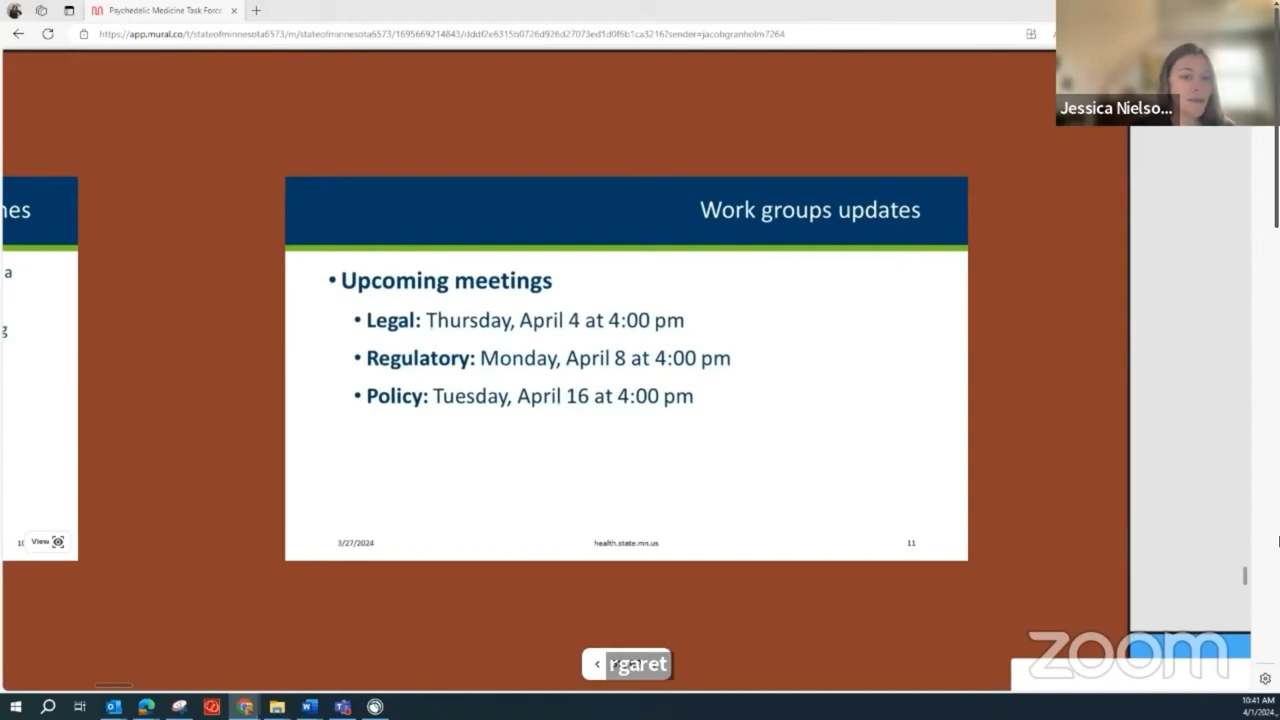 Psychedelic Medicine Task Force
https://app.mural.co/t/stateofminnesota6573/m/stateofminnesota6573/1695669214843/dddf2e6315b0726d926d27073ed1d0f6b1ca3216?sender=jacobgranholm7264
Jessica Nielso...
nes
Work groups updates
a
• Upcoming meetings
• Legal: Thursday, April 4 at 4:00 pm
g
• Regulatory: Monday, April 8 at 4:00 pm
• Policy: Tuesday, April 16 at 4:00 pm
View
3/27/2024
health.state.mn.us
11
rgaret
zoom
10:41 AM
4/1/2024